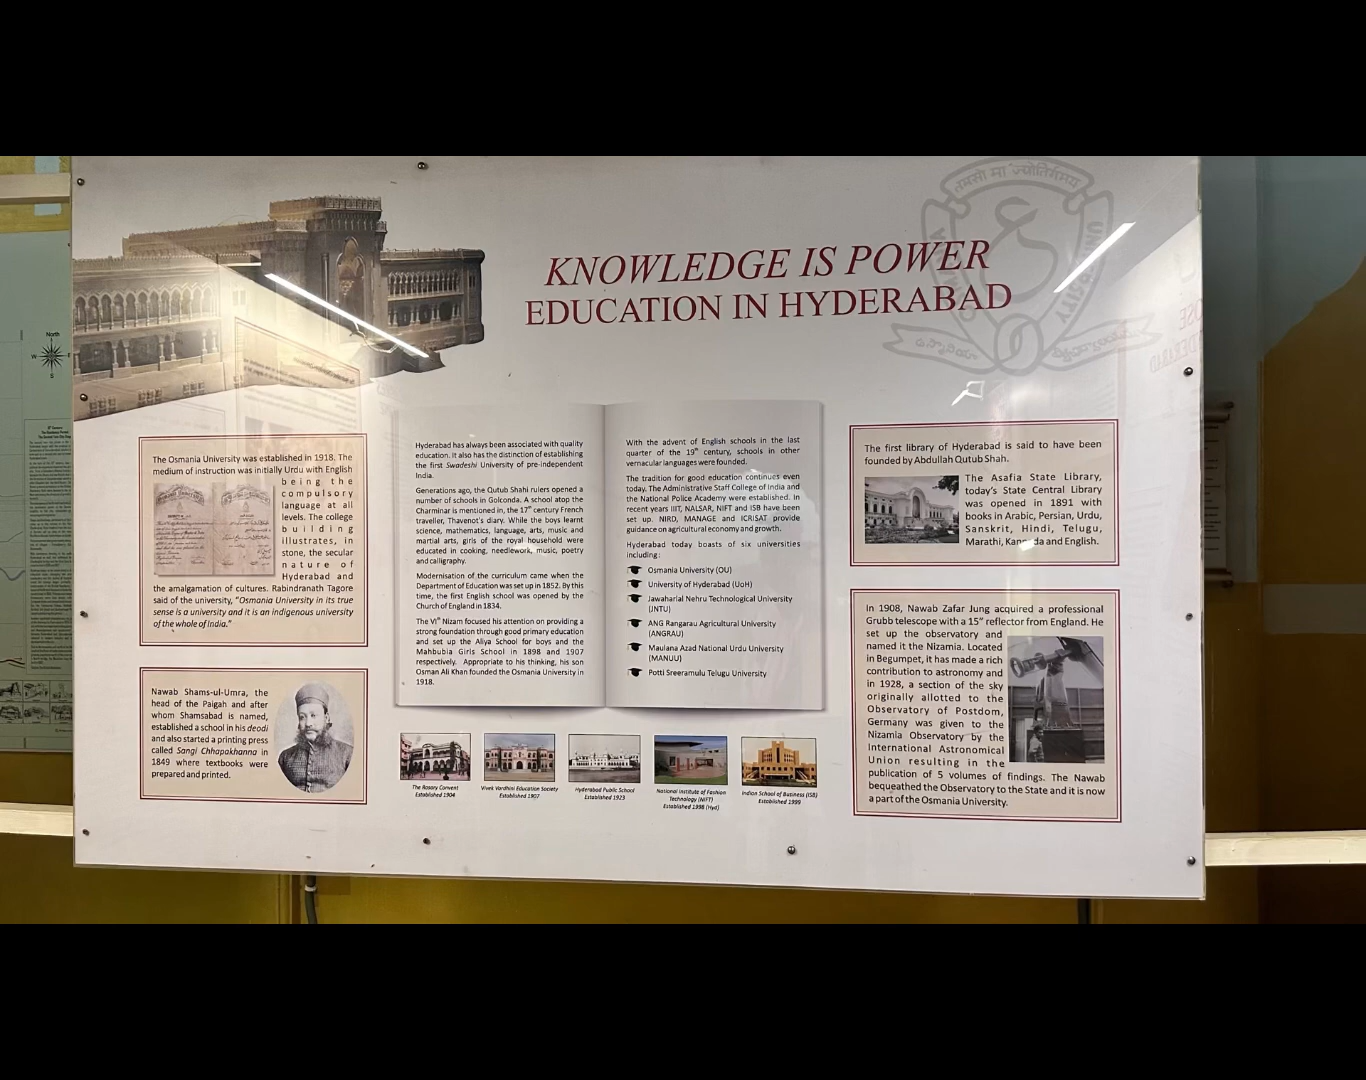 KNOWLEDGE IS POWER
EDUCATION IN HYDERABAD
तमसो मा ज्योतिर्गमय
The Osmania University was established in 1918. The
medium of instruction was initially Urdu with English
being the
compulsory
language at all
levels. The college
building
illustrates, in
stone, the secular
nature of
Hyderabad and
the amalgamation of cultures. Rabindranath Tagore
said of the university, "Osmania University in its true
sense is a university and it is an indigenous university
of the whole of India."
Nawab Shams-ul-Umra, the
head of the Paigah and after
whom Shamsabad is named,
established a school in his deodi
and also started a printing press
called Sangi Chhapakhanna in
1849 where textbooks were
prepared and printed.
Hyderabad has always been associated with quality
education. It also has the distinction of establishing
the first Swadeshi University of pre-independent
India.
Generations ago, the Qutub Shahi rulers opened a
number of schools in Golconda. A school atop the
Charminar is mentioned in, the 17th century French
traveller, Thavenot's diary. While the boys learnt
science, mathematics, language, arts, music and
martial arts, girls of the royal household were
educated in cooking, needlework, music, poetry
and calligraphy.
Modernisation of the curriculum came when the
Department of Education was set up in 1852. By this
time, the first English school was opened by the
Church of England in 1834.
The VIth Nizam focused his attention on providing a
strong foundation through good primary education
and set up the Aliya School for boys and the
Mahbubia Girls School in 1898 and 1907
respectively. Appropriate to his thinking, his son
Osman Ali Khan founded the Osmania University in
1918.
With the advent of English schools in the last
quarter of the 19th century, schools in other
vernacular languages were founded.
The tradition for good education continues even
today. The Administrative Staff College of India and
the National Police Academy were established. In
recent years IIIT, NALSAR, NIFT and ISB have been
set up. NIRD, MANAGE and ICRISAT provide
guidance on agricultural economy and growth.
Hyderabad today boasts of six universities
including:
Osmania University (OU)
University of Hyderabad (UoH)
Jawaharlal Nehru Technological University
(JNTU)
ANG Rangarau Agricultural University
(ANGRAU)
Maulana Azad National Urdu University
(MANUU)
Potti Sreeramulu Telugu University
The Rosary Convent
Established 1904
Vivek Vardhini Education Society
Established 1907
Hyderabad Public School
Established 1923
National Institute of Fashion
Technology (NIFT)
Established 1998 (Hyd)
Indian School of Business (ISB)
Established 1999
The first library of Hyderabad is said to have been
founded by Abdullah Qutub Shah.
The Asafia State Library,
today's State Central Library
was opened in 1891 with
books in Arabic, Persian, Urdu,
Sanskrit, Hindi, Telugu,
Marathi, Kannada and English.
In 1908, Nawab Zafar Jung acquired a professional
Grubb telescope with a 15" reflector from England. He
set up the observatory and
named it the Nizamia. Located
in Begumpet, it has made a rich
contribution to astronomy and
in 1928, a section of the sky
originally allotted to the
Observatory of Postdom,
Germany was given to the
Nizamia Observatory by the
International Astronomical
Union resulting in the
publication of 5 volumes of findings. The Nawab
bequeathed the Observatory to the State and it is now
a part of the Osmania University.
North
W
E
S